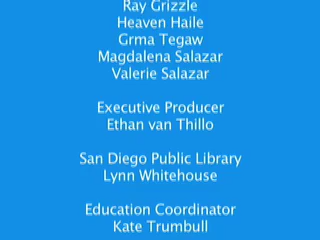 Ray Grizzle
Heaven Haile
Grma Tegaw
Magdalena Salazar
Valerie Salazar
Executive Producer
Ethan van Thillo
San Diego Public Library
Lynn Whitehouse
Education Coordinator
Kate Trumbull